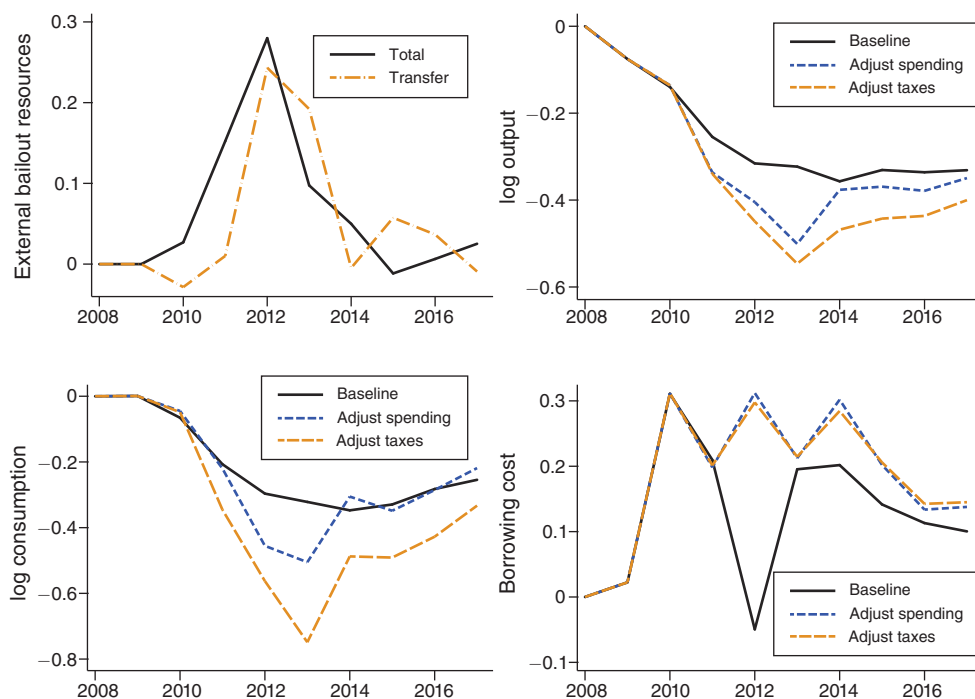 External bailout resources
0.3
0.2
0.1
0
2008 2010 2012 2014 2016
Total
Transfer
log output
0
−0.2
−0.4
−0.6
2008 2010 2012 2014 2016
Baseline
Adjust spending
Adjust taxes
log consumption
0
−0.2
−0.4
−0.6
−0.8
2008 2010 2012 2014 2016
Baseline
Adjust spending
Adjust taxes
Borrowing cost
0.3
0.2
0.1
0
−0.1
2008 2010 2012 2014 2016
Baseline
Adjust spending
Adjust taxes